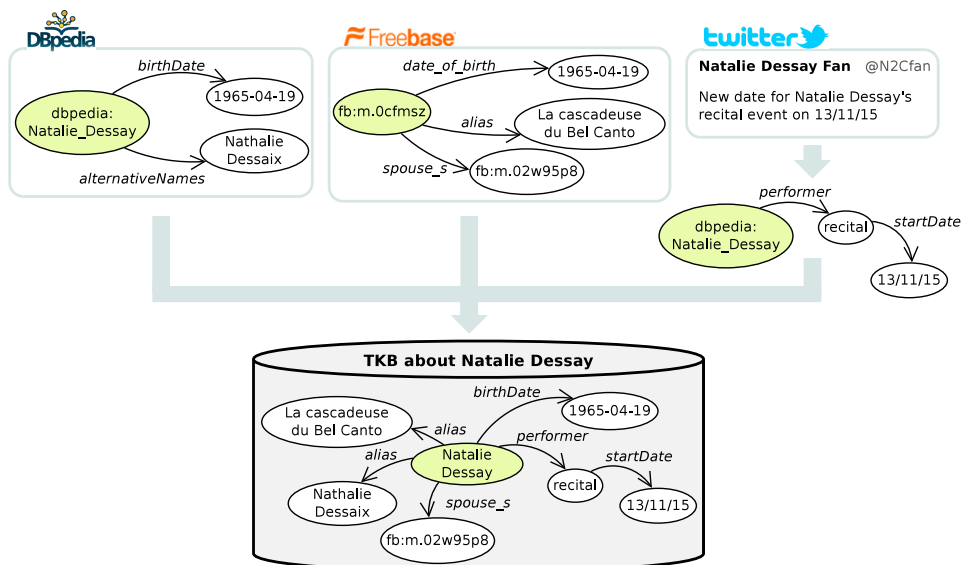 DBpedia
birthDate
1965-04-19
dbpedia:
Natalie_Dessay
Nathalie
Dessaix
alternativeNames
Freebase
date_of_birth
1965-04-19
fb:m.0cfmsz
alias
La cascadeuse
du Bel Canto
spouse_s
fb:m.02w95p8
twitter
Natalie Dessay Fan @N2Cfan
New date for Natalie Dessay's
recital event on 13/11/15
performer
dbpedia:
Natalie_Dessay
recital
startDate
13/11/15
TKB about Natalie Dessay
birthDate
1965-04-19
La cascadeuse
du Bel Canto
alias
performer
alias
Natalie
Dessay
startDate
recital
Nathalie
Dessaix
spouse_s
13/11/15
fb:m.02w95p8